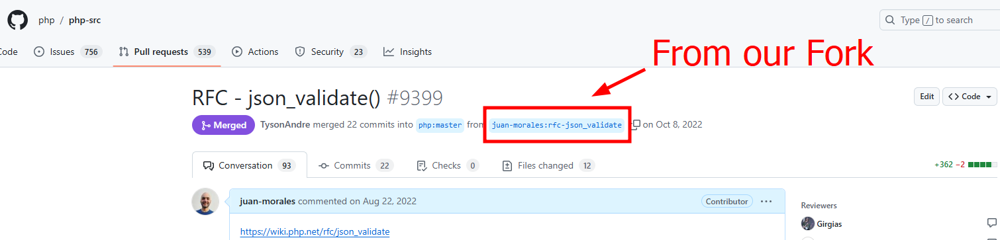 php / php-src
Type / to search
Code
Issues 756
Pull requests 539
Actions
Security 23
Insights
From our Fork
RFC - json_validate() #9399
Edit
Code
Merged
TysonAndre merged 22 commits into php:master from juan-morales:rfc-json_validate on Oct 8, 2022
Conversation 93
Commits 22
Checks 0
Files changed 12
+362 −2
juan-morales commented on Aug 22, 2022
Contributor
https://wiki.php.net/rfc/json_validate
Reviewers
Girgias